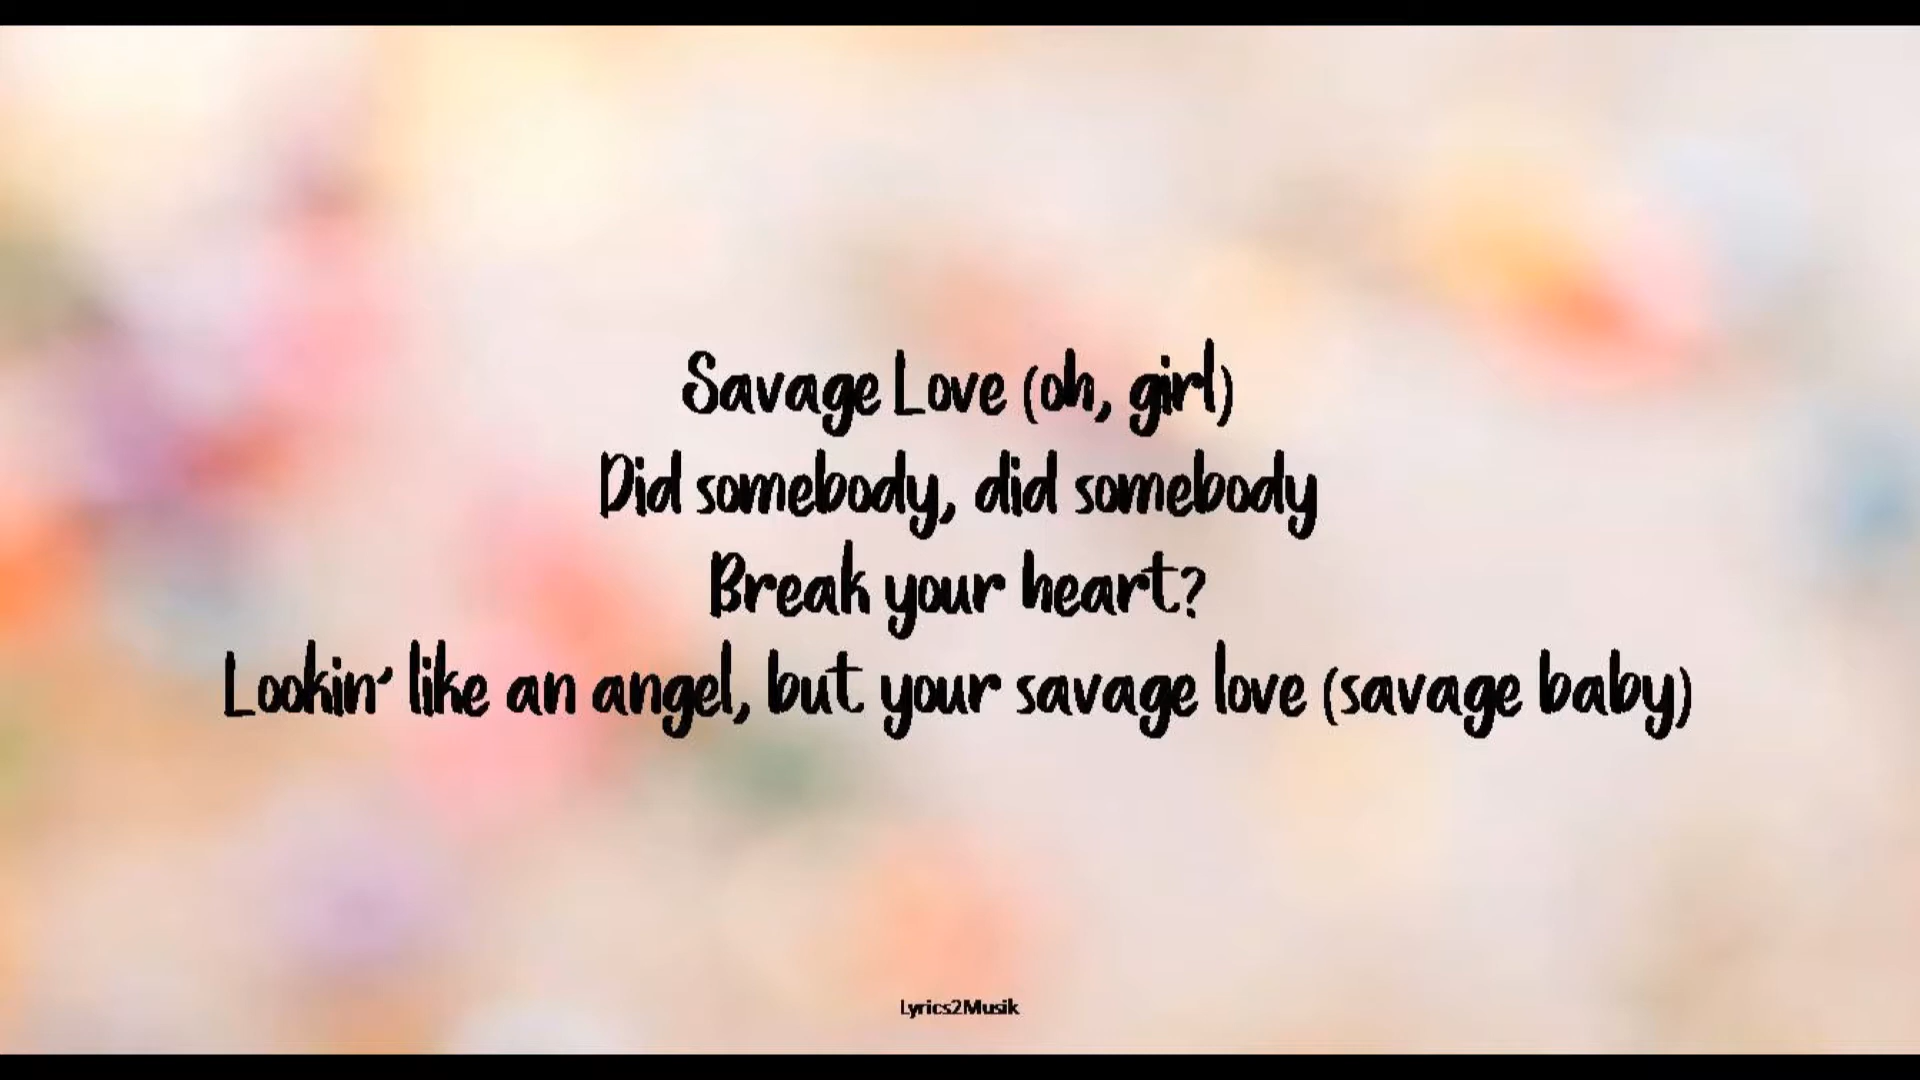 Savage Love (oh, girl)
Did somebody, did somebody
Break your heart?
Lookin' like an angel, but your savage love (savage baby)
Lyrics2Musik